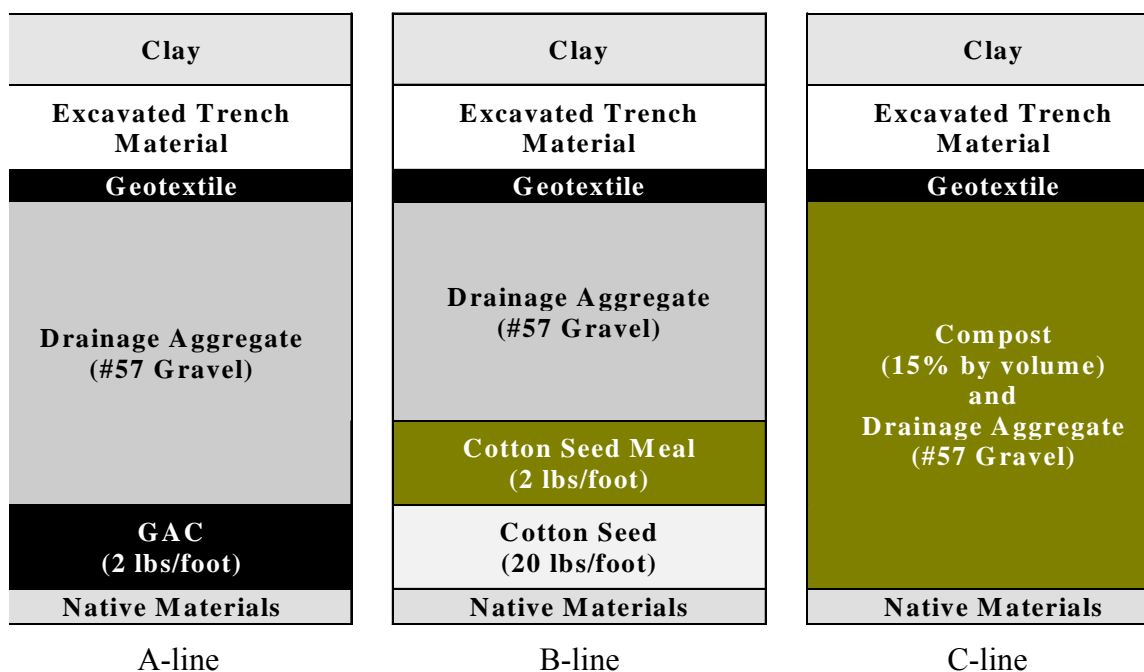 Clay
Excavated Trench
Material
Geotextile
Drainage Aggregate
(#57 Gravel)
GAC
(2 lbs/foot)
Native Materials
A-line
Clay
Excavated Trench
Material
Geotextile
Drainage Aggregate
(#57 Gravel)
Cotton Seed Meal
(2 lbs/foot)
Cotton Seed
(20 lbs/foot)
Native Materials
B-line
Clay
Excavated Trench
Material
Geotextile
Compost
(15% by volume)
and
Drainage Aggregate
(#57 Gravel)
Native Materials
C-line